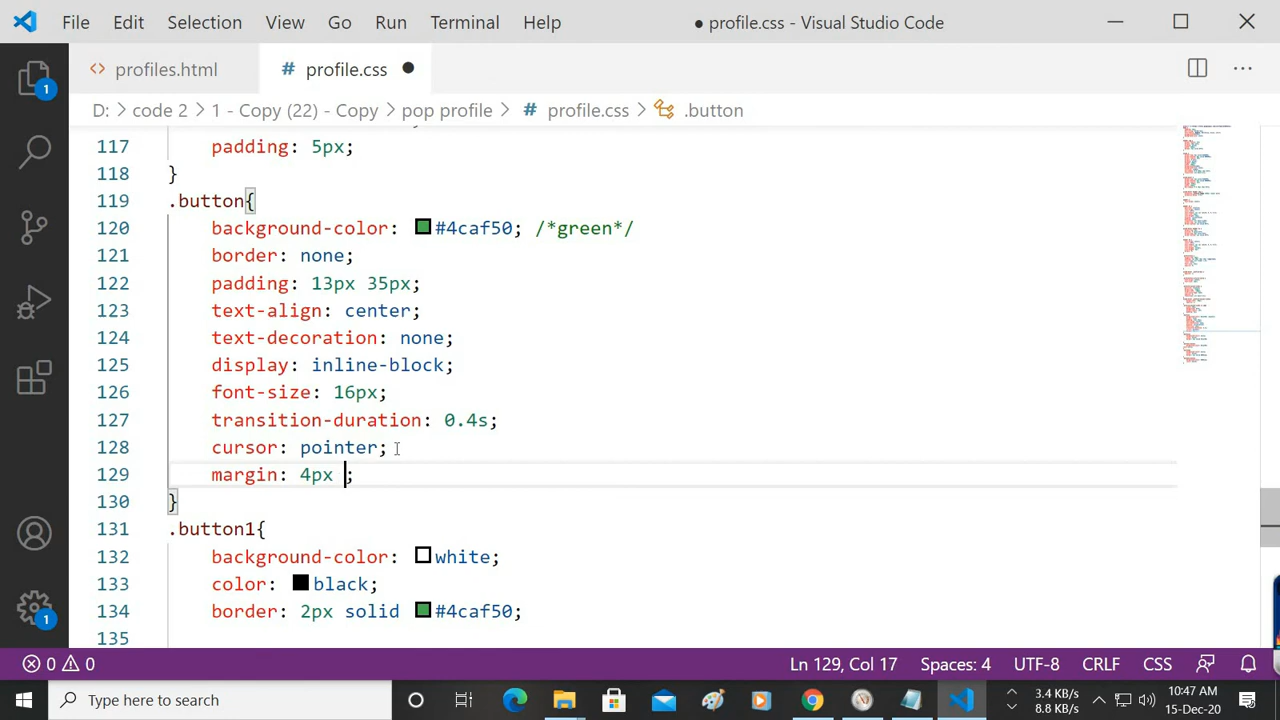 File Edit Selection View Go Run Terminal Help ● profile.css - Visual Studio Code
<> profiles.html # profile.css ●
D: > code 2 > 1 - Copy (22) - Copy > pop profile > # profile.css > .button
117 padding: 5px;
118 }
119 .button{
120 background-color: #4caf50; /*green*/
121 border: none;
122 padding: 13px 35px;
123 text-align: center;
124 text-decoration: none;
125 display: inline-block;
126 font-size: 16px;
127 transition-duration: 0.4s;
128 cursor: pointer;
129 margin: 4px ;
130 }
131 .button1{
132 background-color: white;
133 color: black;
134 border: 2px solid #4caf50;
135
1
1
0 0 Ln 129, Col 17 Spaces: 4 UTF-8 CRLF CSS
Type here to search 3.4 KB/s 10:47 AM
8.8 KB/s 15-Dec-20